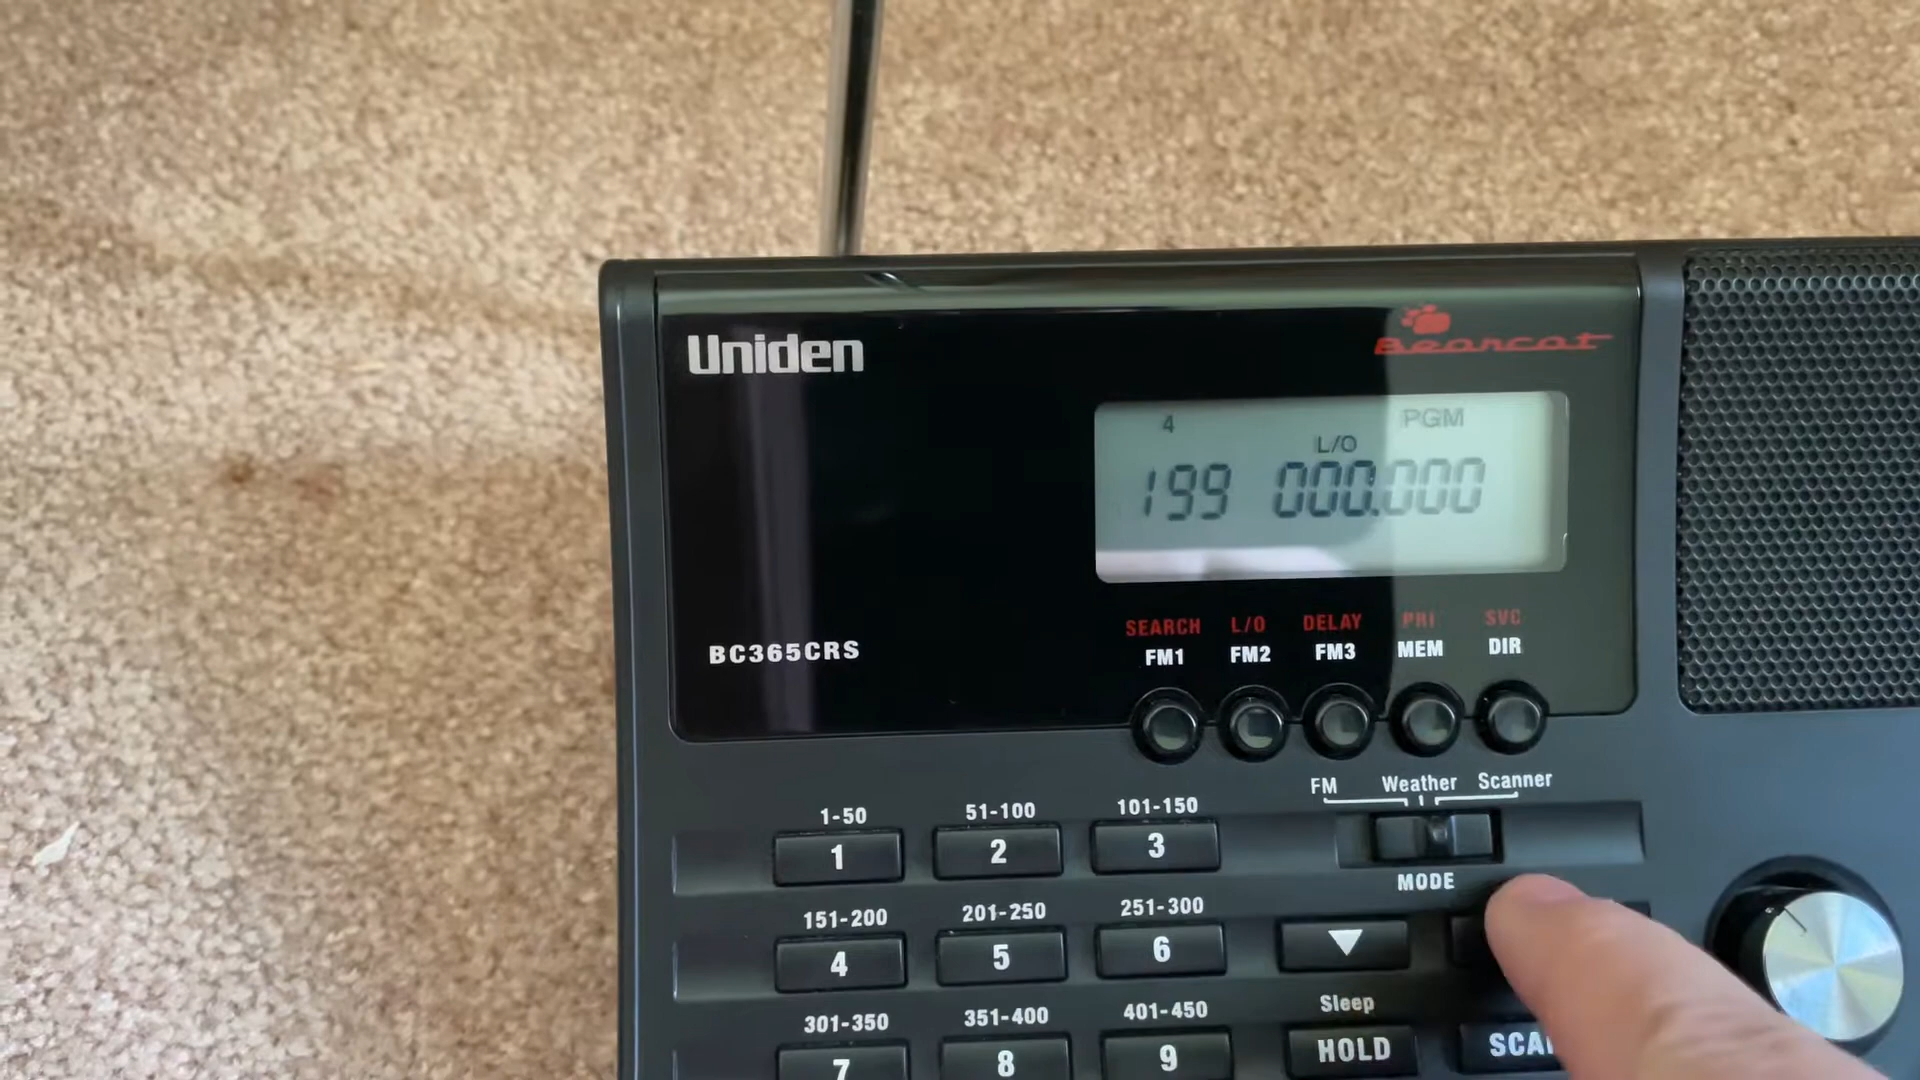 Uniden
Bearcat
4 PGM
L/O
199 000.000
SEARCH L/O DELAY PRI SVC
FM1 FM2 FM3 MEM DIR
BC365CRS
FM Weather Scanner
MODE
1-50 51-100 101-150
1 2 3
151-200 201-250 251-300
4 5 6 ▼
301-350 351-400 401-450 Sleep
7 8 9 HOLD